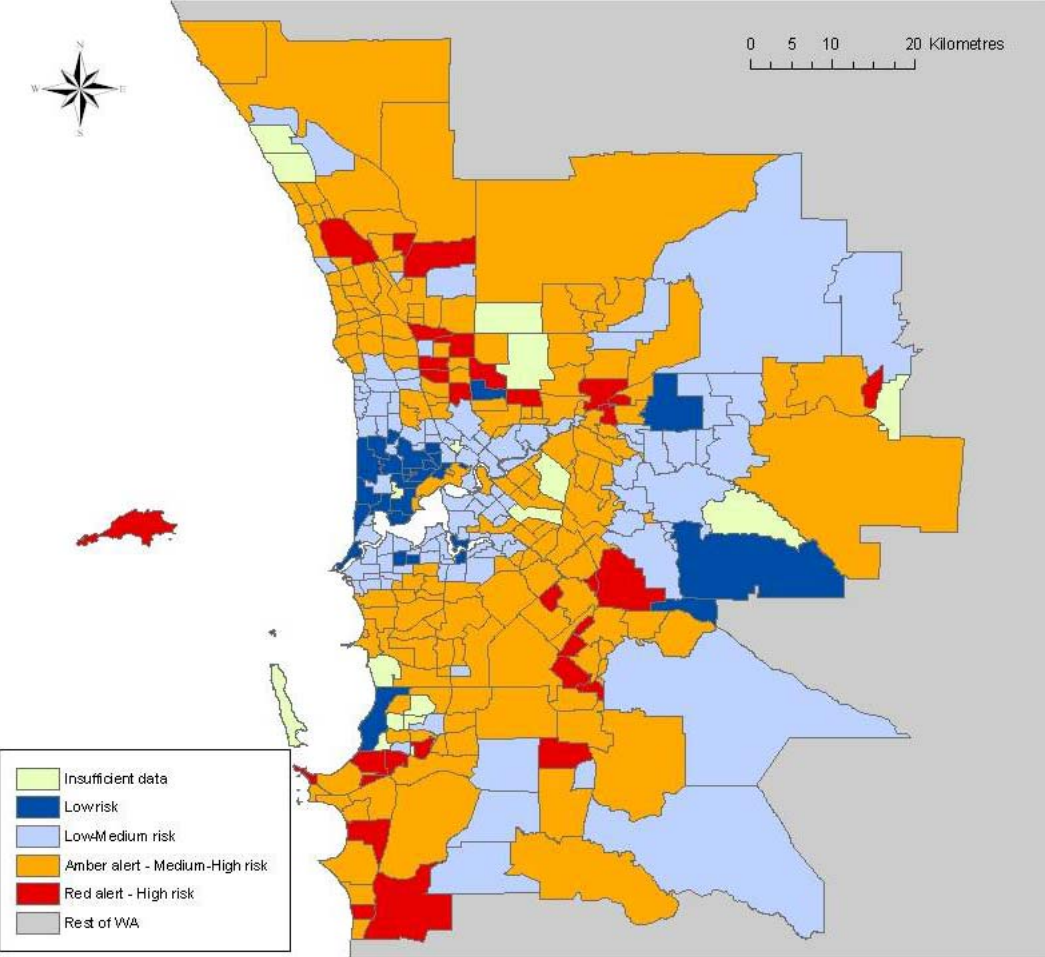 N
W E
S
0 5 10 20 Kilometres
Insufficient data
Low risk
Low-Medium risk
Amber alert - Medium-High risk
Red alert - High risk
Rest of WA